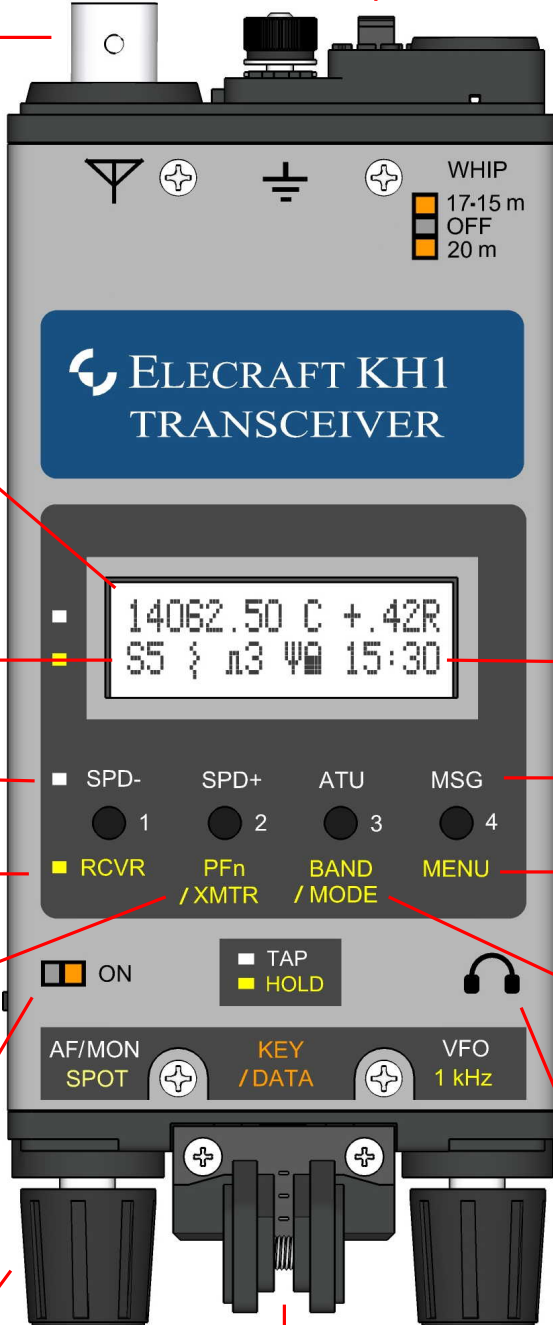 WHIP
17-15 m
OFF
20 m
ELECRAFT KH1
TRANSCEIVER
14062.50 C +.42R
S5 3 15:30
SPD- SPD+ ATU MSG
1 2 3 4
RCVR PFn BAND MENU
/XMTR /MODE
ON
TAP
HOLD
AF/MON KEY VFO
SPOT /DATA 1 kHz